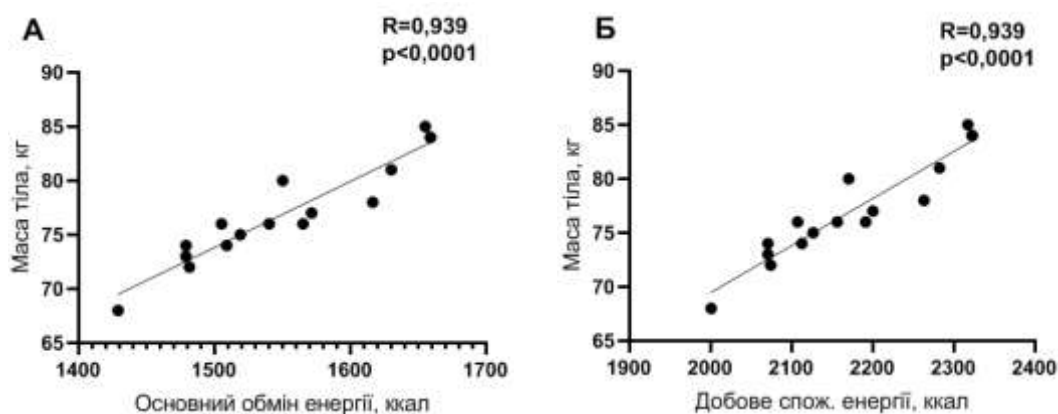 А
R=0,939
p<0,0001
90
85
80
75
70
65
Маса тіла, кг
1400 1500 1600 1700
Основний обмін енергії, ккал
Б
R=0,939
p<0,0001
90
85
80
75
70
65
Маса тіла, кг
1900 2000 2100 2200 2300 2400
Добове спож. енергії, ккал